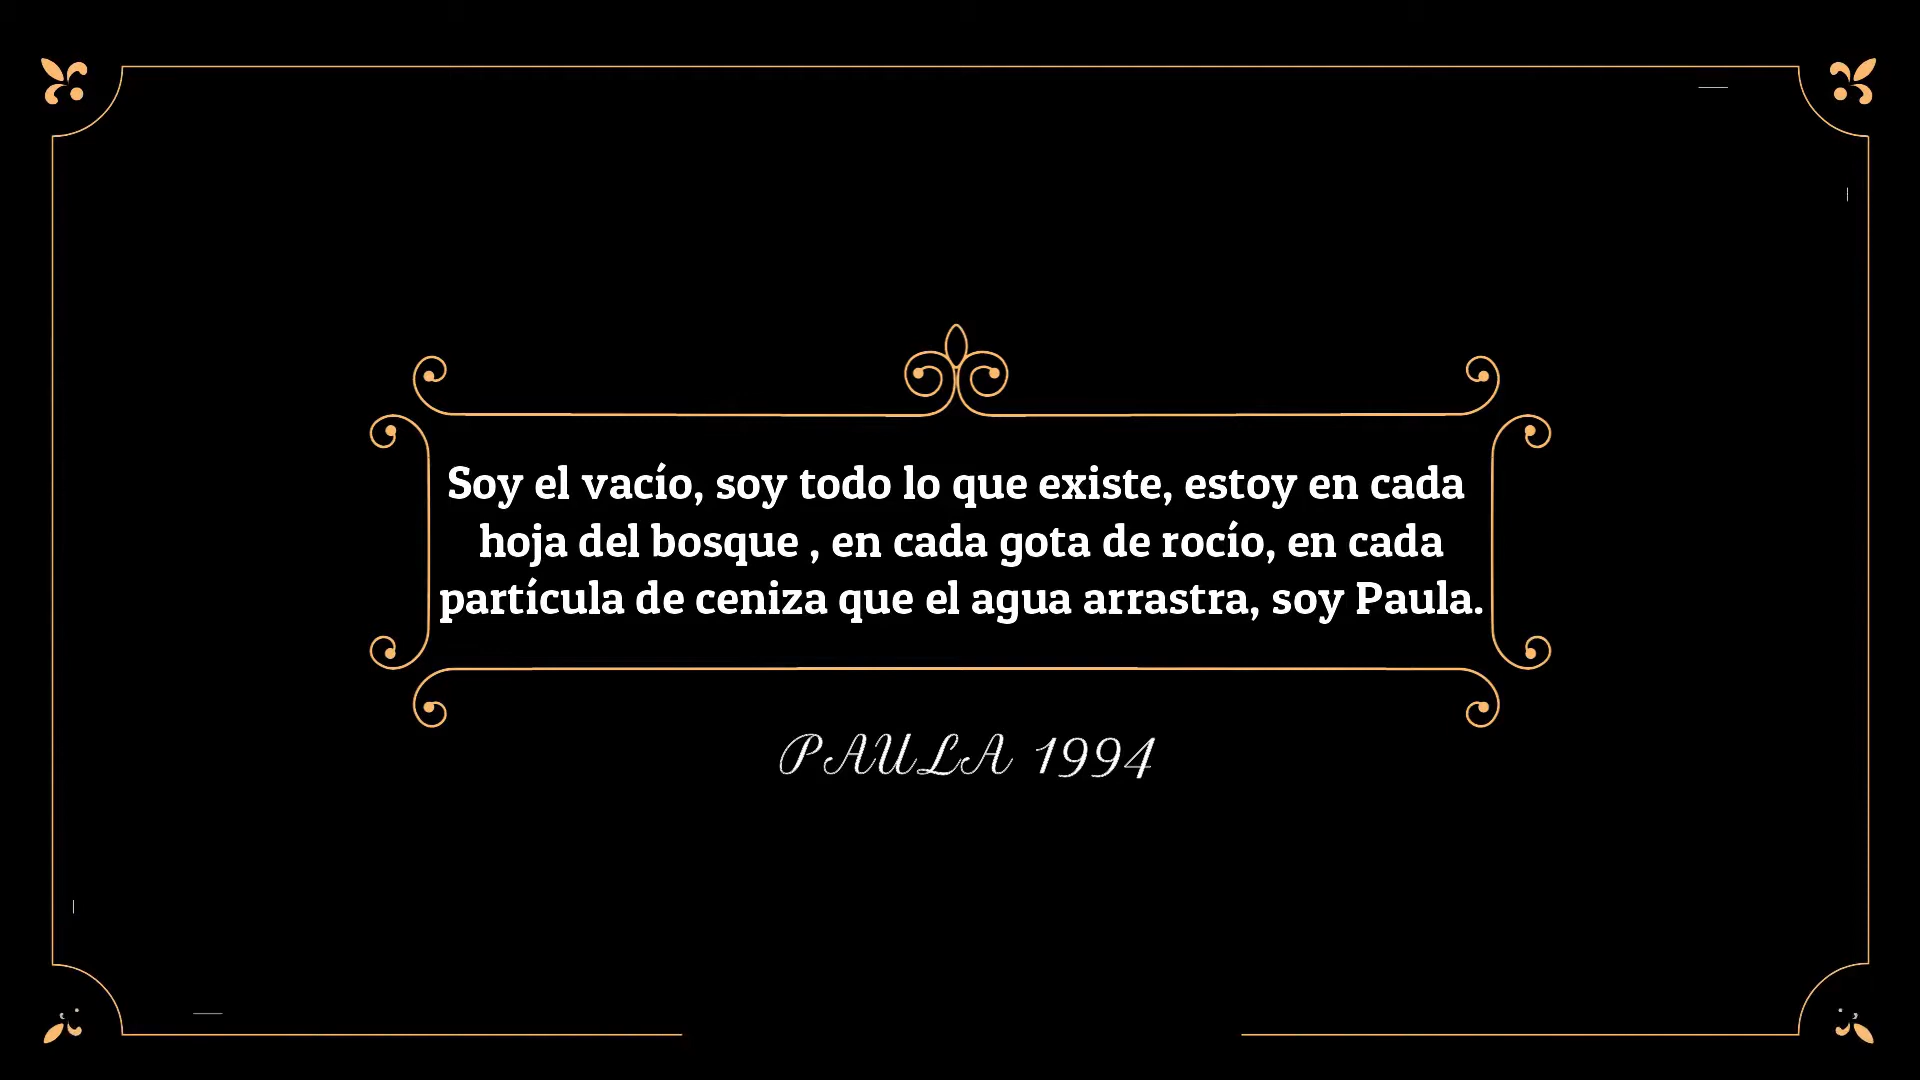 Soy el vacío, soy todo lo que existe, estoy en cada
hoja del bosque , en cada gota de rocío, en cada
partícula de ceniza que el agua arrastra, soy Paula.
PAULA 1994